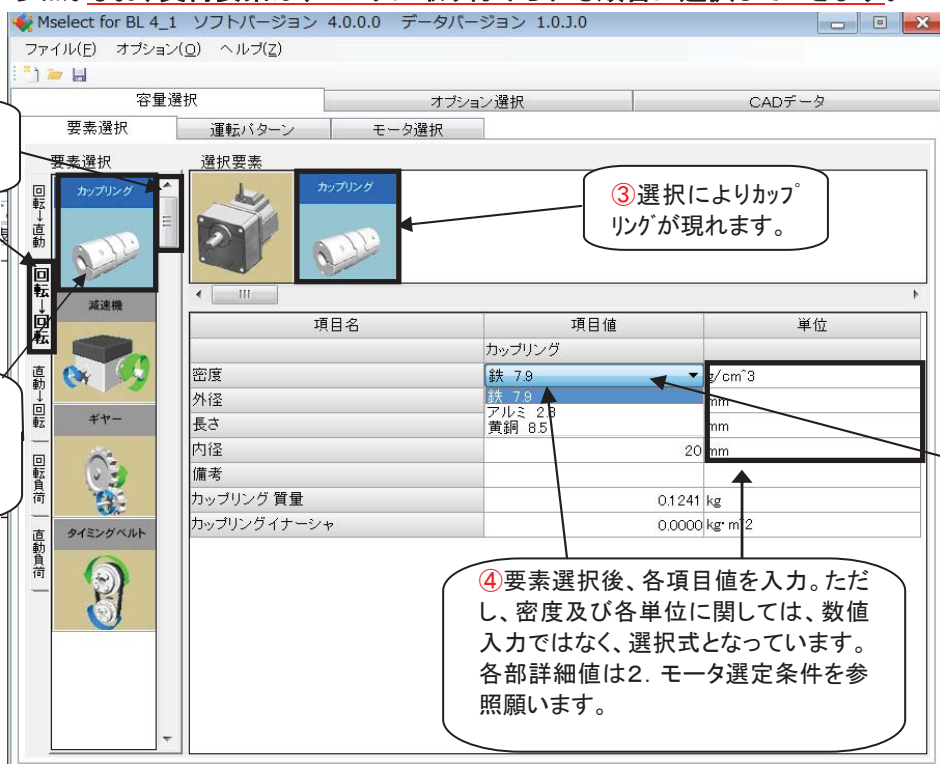 Mselect for BL 4_1 ソフトバージョン 4.0.0.0 データバージョン 1.0.J.0
ファイル(F) オプション(O) ヘルプ(Z)
容量選択 オプション選択 CADデータ
要素選択 運転パターン モータ選択
要素選択 選択要素
回転→直動
回転→回転
直動→回転
回転負荷
直動負荷
カップリング
減速機
ギヤー
タイミングベルト
カップリング
③選択によりカップ
リングが現れます。
項目名 項目値 単位
カップリング
密度 鉄 7.9 g/cm^3
鉄 7.9
アルミ 2.8
黄銅 8.5
外径 mm
長さ mm
内径 20 mm
備考
カップリング 質量 0.1241 kg
カップリングイナーシャ 0.0000 kg·m^2
④要素選択後、各項目値を入力。ただ
し、密度及び各単位に関しては、数値
入力ではなく、選択式となっています。
各部詳細値は2. モータ選定条件を参
照願います。